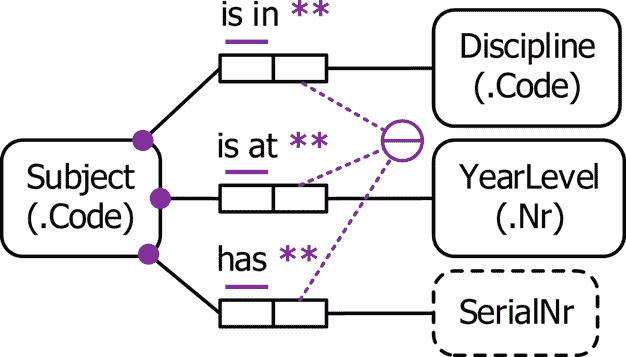 is in **
Discipline
(.Code)
is at **
Subject
(.Code)
YearLevel
(.Nr)
has **
SerialNr